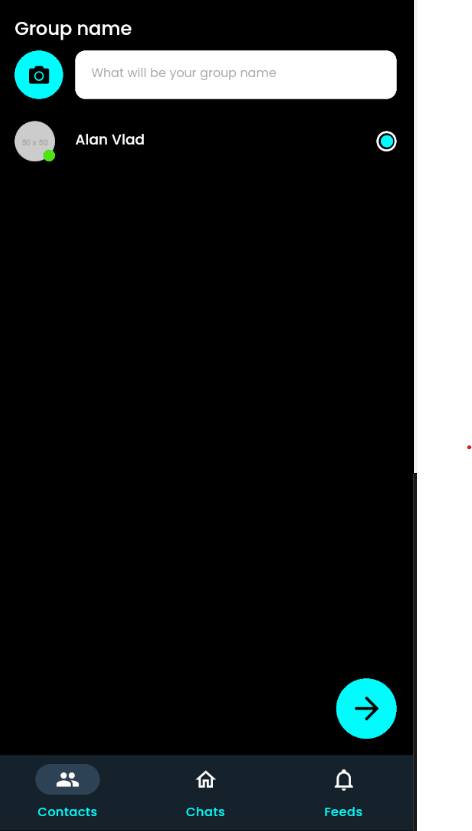 Group name
What will be your group name
50 x 50
Alan Vlad
Contacts
Chats
Feeds